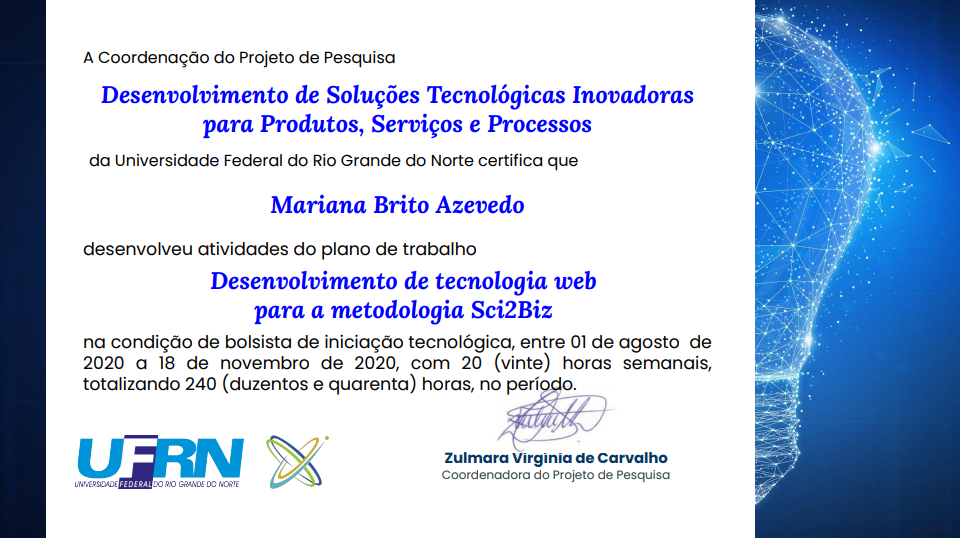 A Coordenação do Projeto de Pesquisa
Desenvolvimento de Soluções Tecnológicas Inovadoras
para Produtos, Serviços e Processos
da Universidade Federal do Rio Grande do Norte certifica que
Mariana Brito Azevedo
desenvolveu atividades do plano de trabalho
Desenvolvimento de tecnologia web
para a metodologia Sci2Biz
na condição de bolsista de iniciação tecnológica, entre 01 de agosto de
2020 a 18 de novembro de 2020, com 20 (vinte) horas semanais,
totalizando 240 (duzentos e quarenta) horas, no período.
UFRN
UNIVERSIDADE FEDERAL DO RIO GRANDE DO NORTE
Zulmara Virginia de Carvalho
Coordenadora do Projeto de Pesquisa